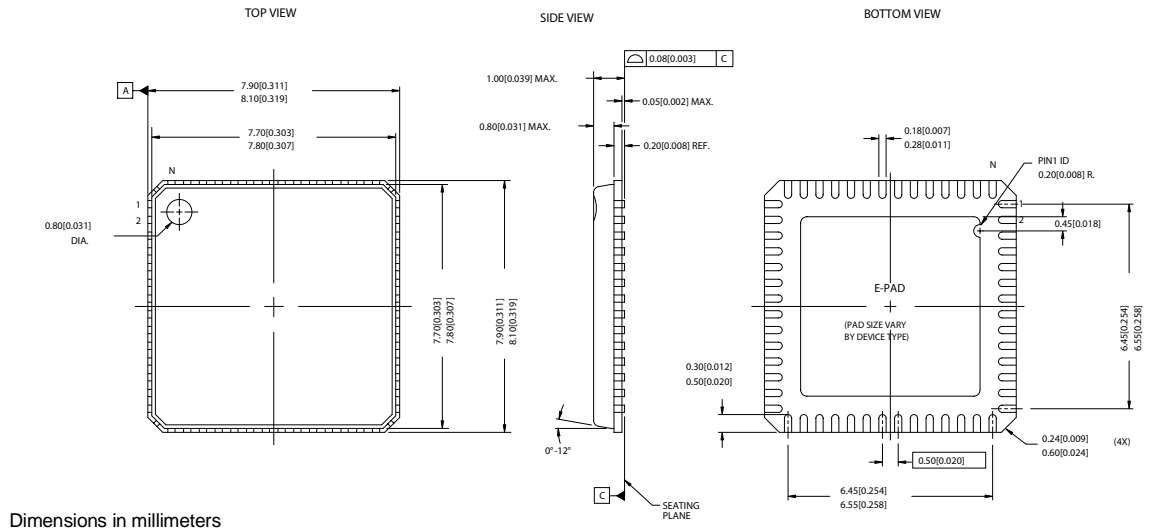 TOP VIEW
SIDE VIEW
BOTTOM VIEW
A
7.90[0.311]
8.10[0.319]
7.70[0.303]
7.80[0.307]
N
1
2
0.80[0.031]
DIA.
7.70[0.303]
7.80[0.307]
7.90[0.311]
8.10[0.319]
0.08[0.003] C
1.00[0.039] MAX.
0.05[0.002] MAX.
0.80[0.031] MAX.
0.20[0.008] REF.
0°-12°
C
SEATING
PLANE
0.18[0.007]
0.28[0.011]
N
PIN1 ID
0.20[0.008] R.
1
2
0.45[0.018]
E-PAD
(PAD SIZE VARY
BY DEVICE TYPE)
6.45[0.254]
6.55[0.258]
0.30[0.012]
0.50[0.020]
0.24[0.009]
0.60[0.024]
(4X)
0.50[0.020]
6.45[0.254]
6.55[0.258]
Dimensions in millimeters